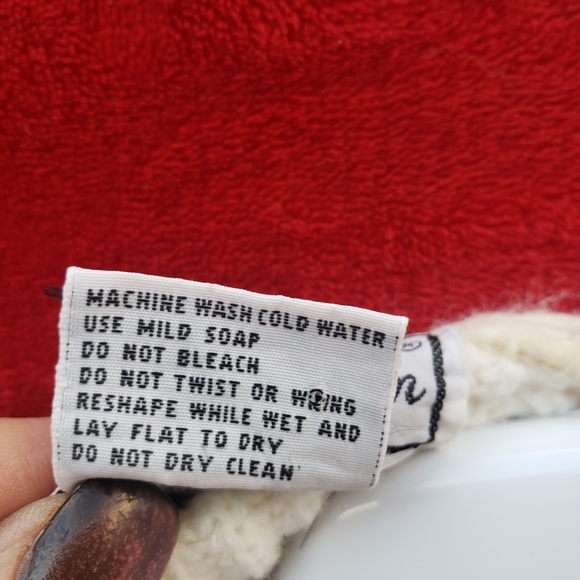 MACHINE WASH COLD WATER
USE MILD SOAP
DO NOT BLEACH
DO NOT TWIST OR WRING
RESHAPE WHILE WET AND
LAY FLAT TO DRY
DO NOT DRY CLEAN